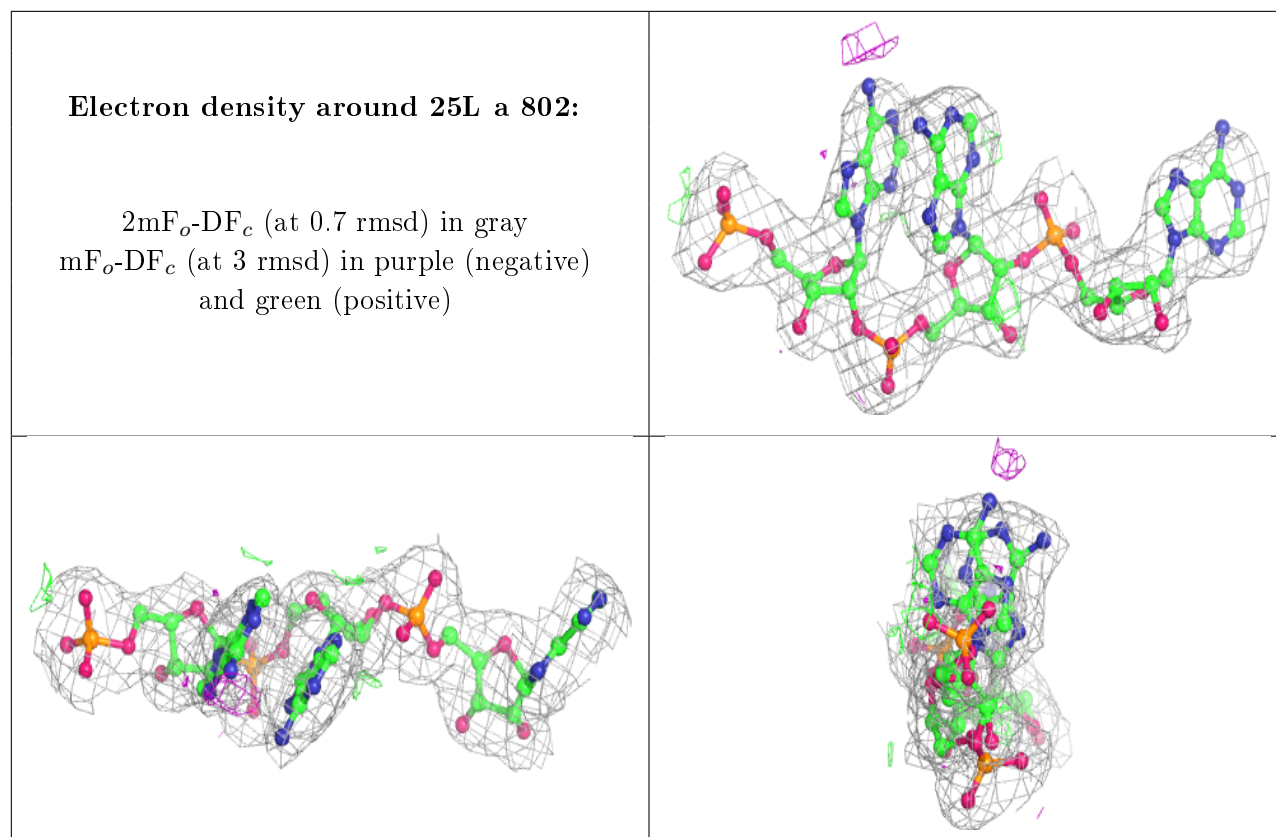 Electron density around 25L a 802:
2mFo-DFc (at 0.7 rmsd) in gray
mFo-DFc (at 3 rmsd) in purple (negative)
and green (positive)